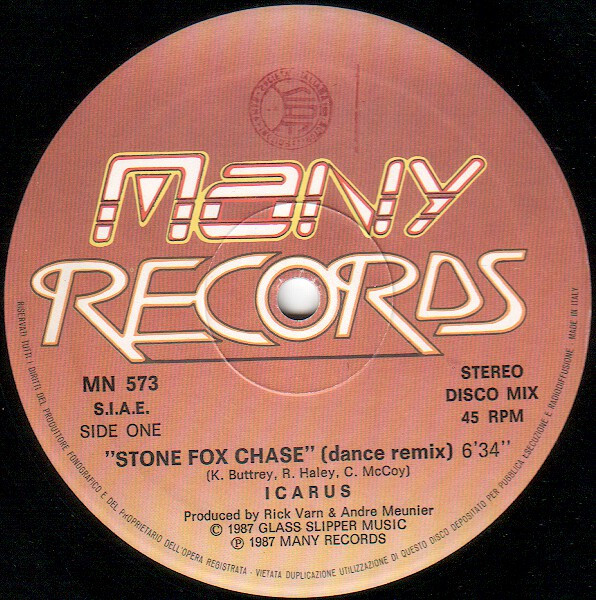 MANY
RECORDS
MN 573
S.I.A.E.
SIDE ONE
STEREO
DISCO MIX
45 RPM
"STONE FOX CHASE" (dance remix) 6'34"
(K. Buttrey, R. Haley, C. McCoy)
ICARUS
Produced by Rick Varn & Andre Meunier
© 1987 GLASS SLIPPER MUSIC
℗ 1987 MANY RECORDS
RISERVATI TUTTI I DIRITTI DEL PRODUTTORE FONOGRAFICO E DEL PROPRIETARIO DELL'OPERA REGISTRATA - VIETATA DUPLICAZIONE UTILIZZAZIONE DI QUESTO DISCO DEPOSITATO PER PUBBLICA ESECUZIONE E RADIODIFFUSIONE MADE IN ITALY